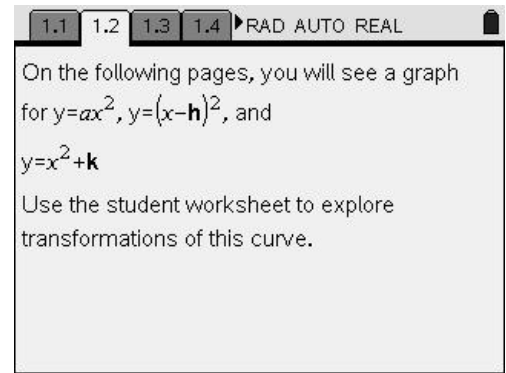 1.1 1.2 1.3 1.4 RAD AUTO REAL
On the following pages, you will see a graph
for y=ax², y=(x-h)², and
y=x²+k
Use the student worksheet to explore
transformations of this curve.